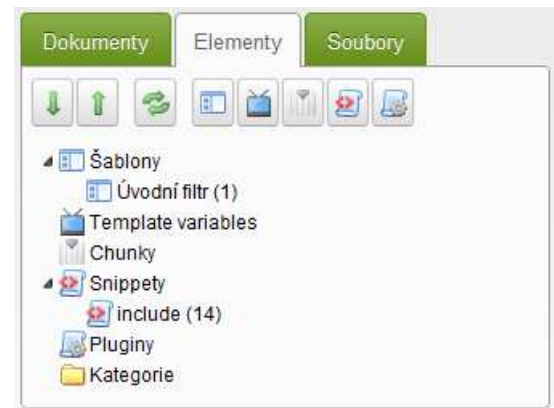 Dokumenty Elementy Soubory
Šablony
Úvodní filtr (1)
Template variables
Chunky
Snippety
include (14)
Pluginy
Kategorie